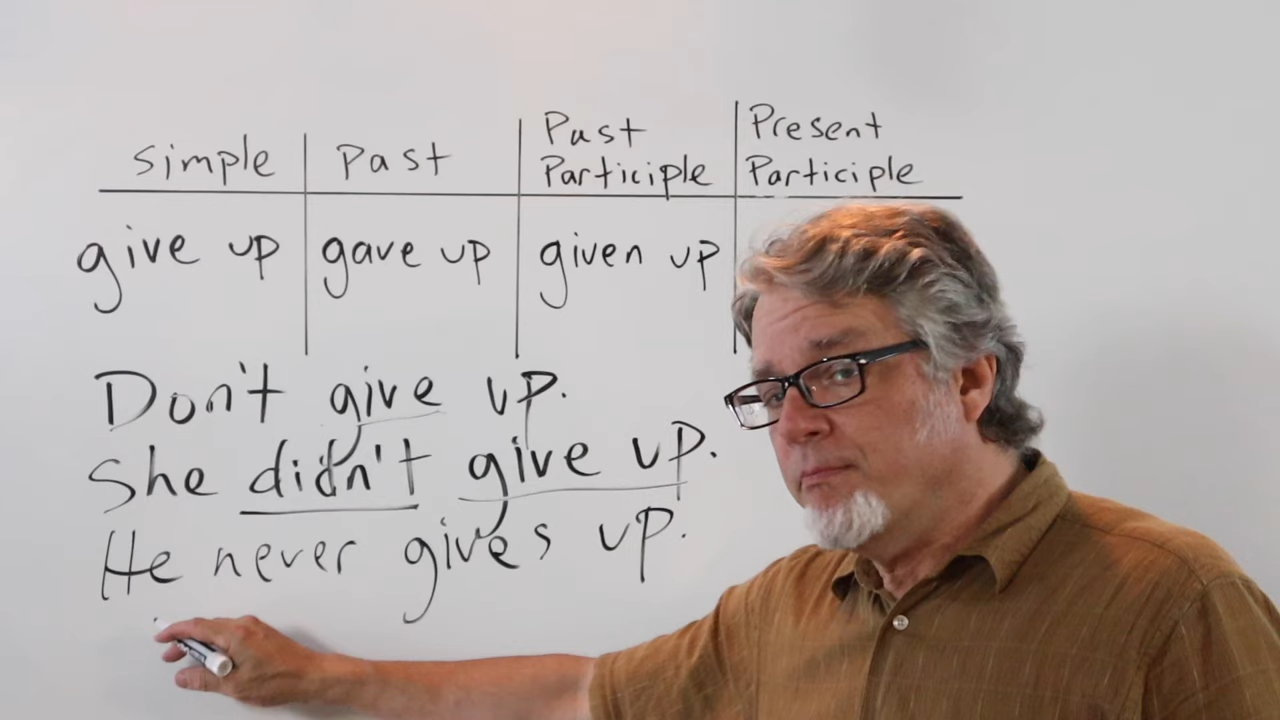 simple Past Past Participle Present Participle
give up gave up given up
Don't give up.
She didn't give up.
He never gives up.